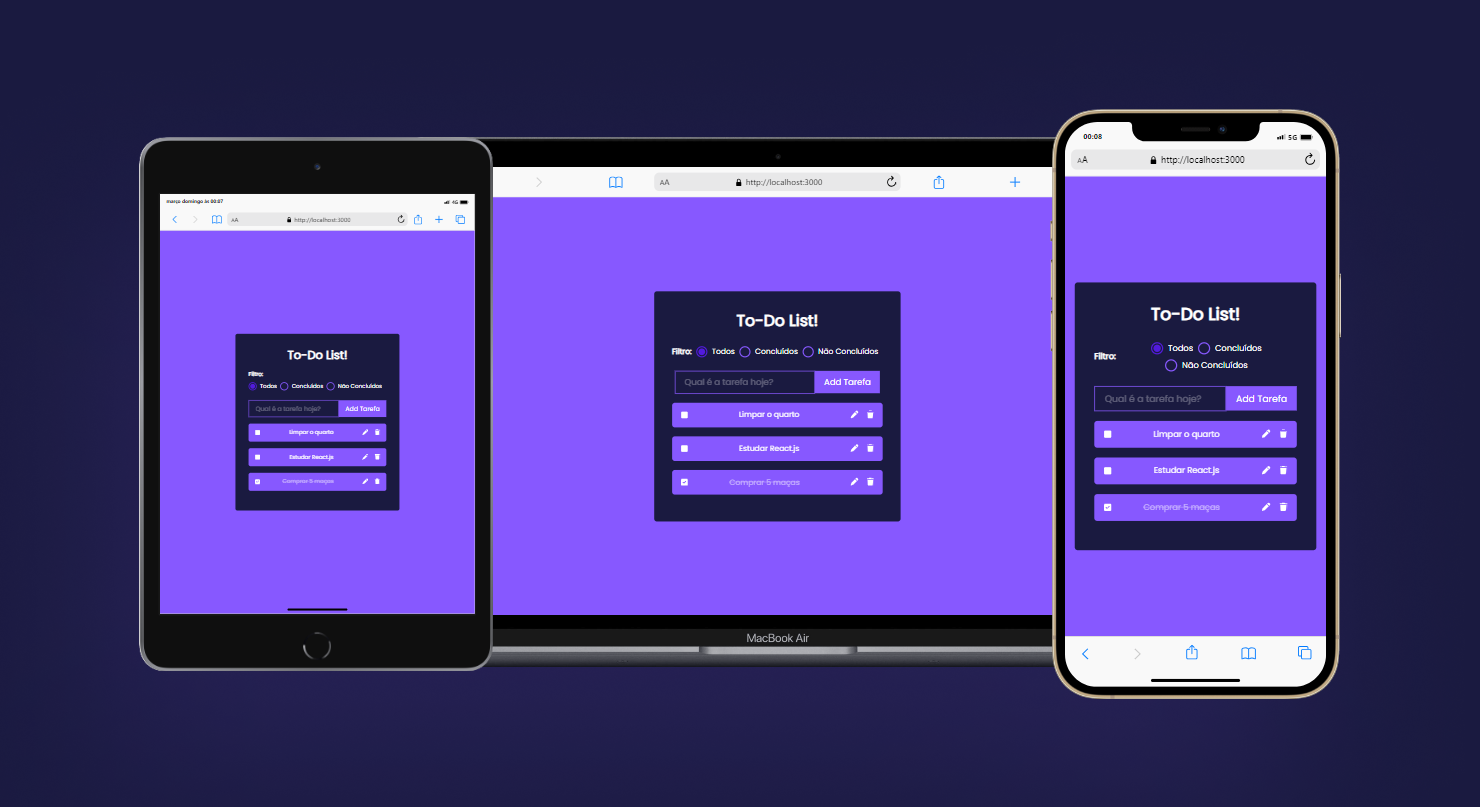 março domingo às 00:07
4G
AA
http://localhost:3000
To-Do List!
Filtro:
Todos
Concluídos
Não Concluídos
Qual é a tarefa hoje?
Add Tarefa
Limpar o quarto
Estudar React.js
Comprar 5 maças
AA
http://localhost:3000
To-Do List!
Filtro: Todos Concluídos Não Concluídos
Qual é a tarefa hoje? Add Tarefa
Limpar o quarto
Estudar React.js
Comprar 5 maças
MacBook Air
00:08
5G
AA
http://localhost:3000
To-Do List!
Filtro:
Todos Concluídos
Não Concluídos
Qual é a tarefa hoje? Add Tarefa
Limpar o quarto
Estudar React.js
Comprar 5 maças